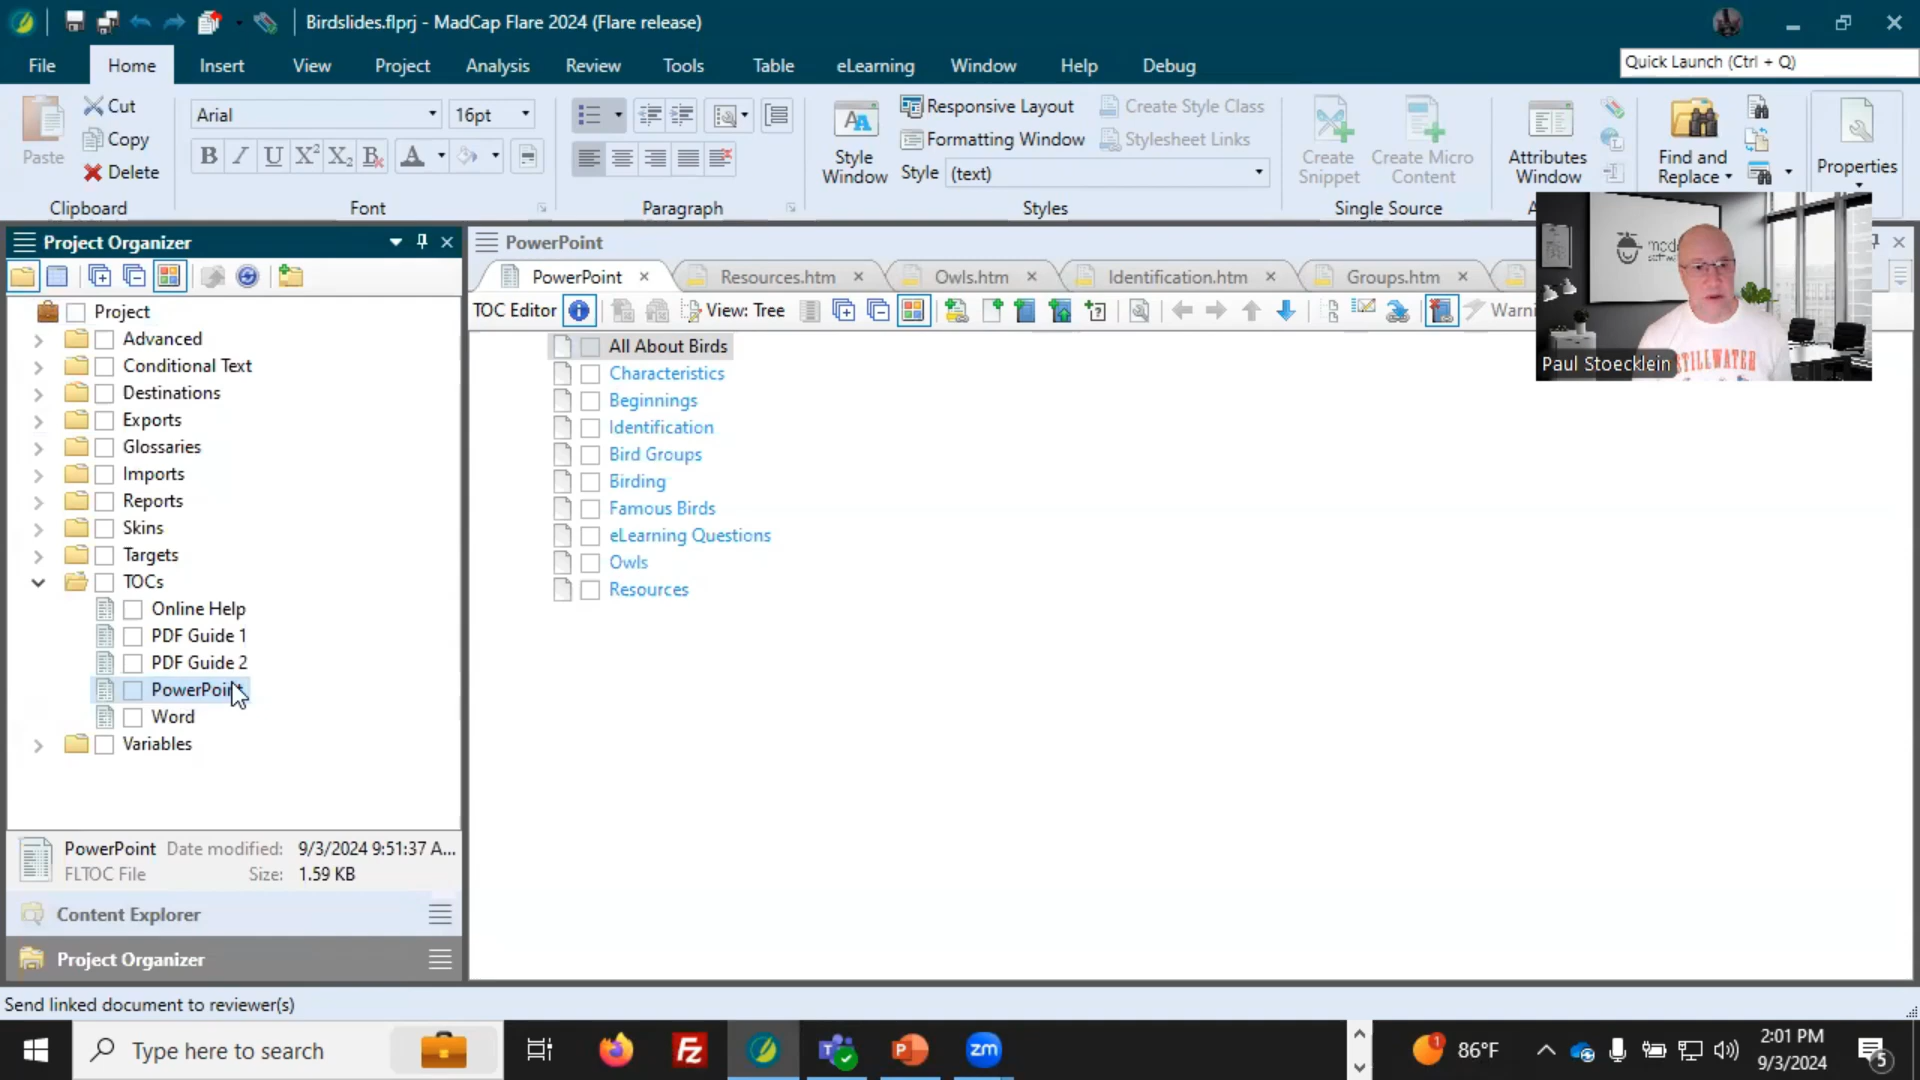 Birdslides.flprj - MadCap Flare 2024 (Flare release)
File Home Insert View Project Analysis Review Tools Table eLearning Window Help Debug
Quick Launch (Ctrl + Q)
Paste
Cut
Copy
Delete
Clipboard
Arial 16pt
B I U X² X₂ B A
Font
Paragraph
Style Window
Responsive Layout
Formatting Window
Style (text)
Create Style Class
Stylesheet Links
Styles
Create Snippet
Create Micro Content
Single Source
Attributes Window
Find and Replace
Properties
Project Organizer
PowerPoint
PowerPoint Resources.htm Owls.htm Identification.htm Groups.htm
TOC Editor View: Tree Warni
Project
Advanced
Conditional Text
Destinations
Exports
Glossaries
Imports
Reports
Skins
Targets
TOCs
Online Help
PDF Guide 1
PDF Guide 2
PowerPoint
Word
Variables
All About Birds
Characteristics
Beginnings
Identification
Bird Groups
Birding
Famous Birds
eLearning Questions
Owls
Resources
Paul Stoecklein
STILLWATER
PowerPoint Date modified: 9/3/2024 9:51:37 A...
FLTOC File Size: 1.59 KB
Content Explorer
Project Organizer
Send linked document to reviewer(s)
Type here to search
Fz
zm
1
86°F
2:01 PM
9/3/2024
5